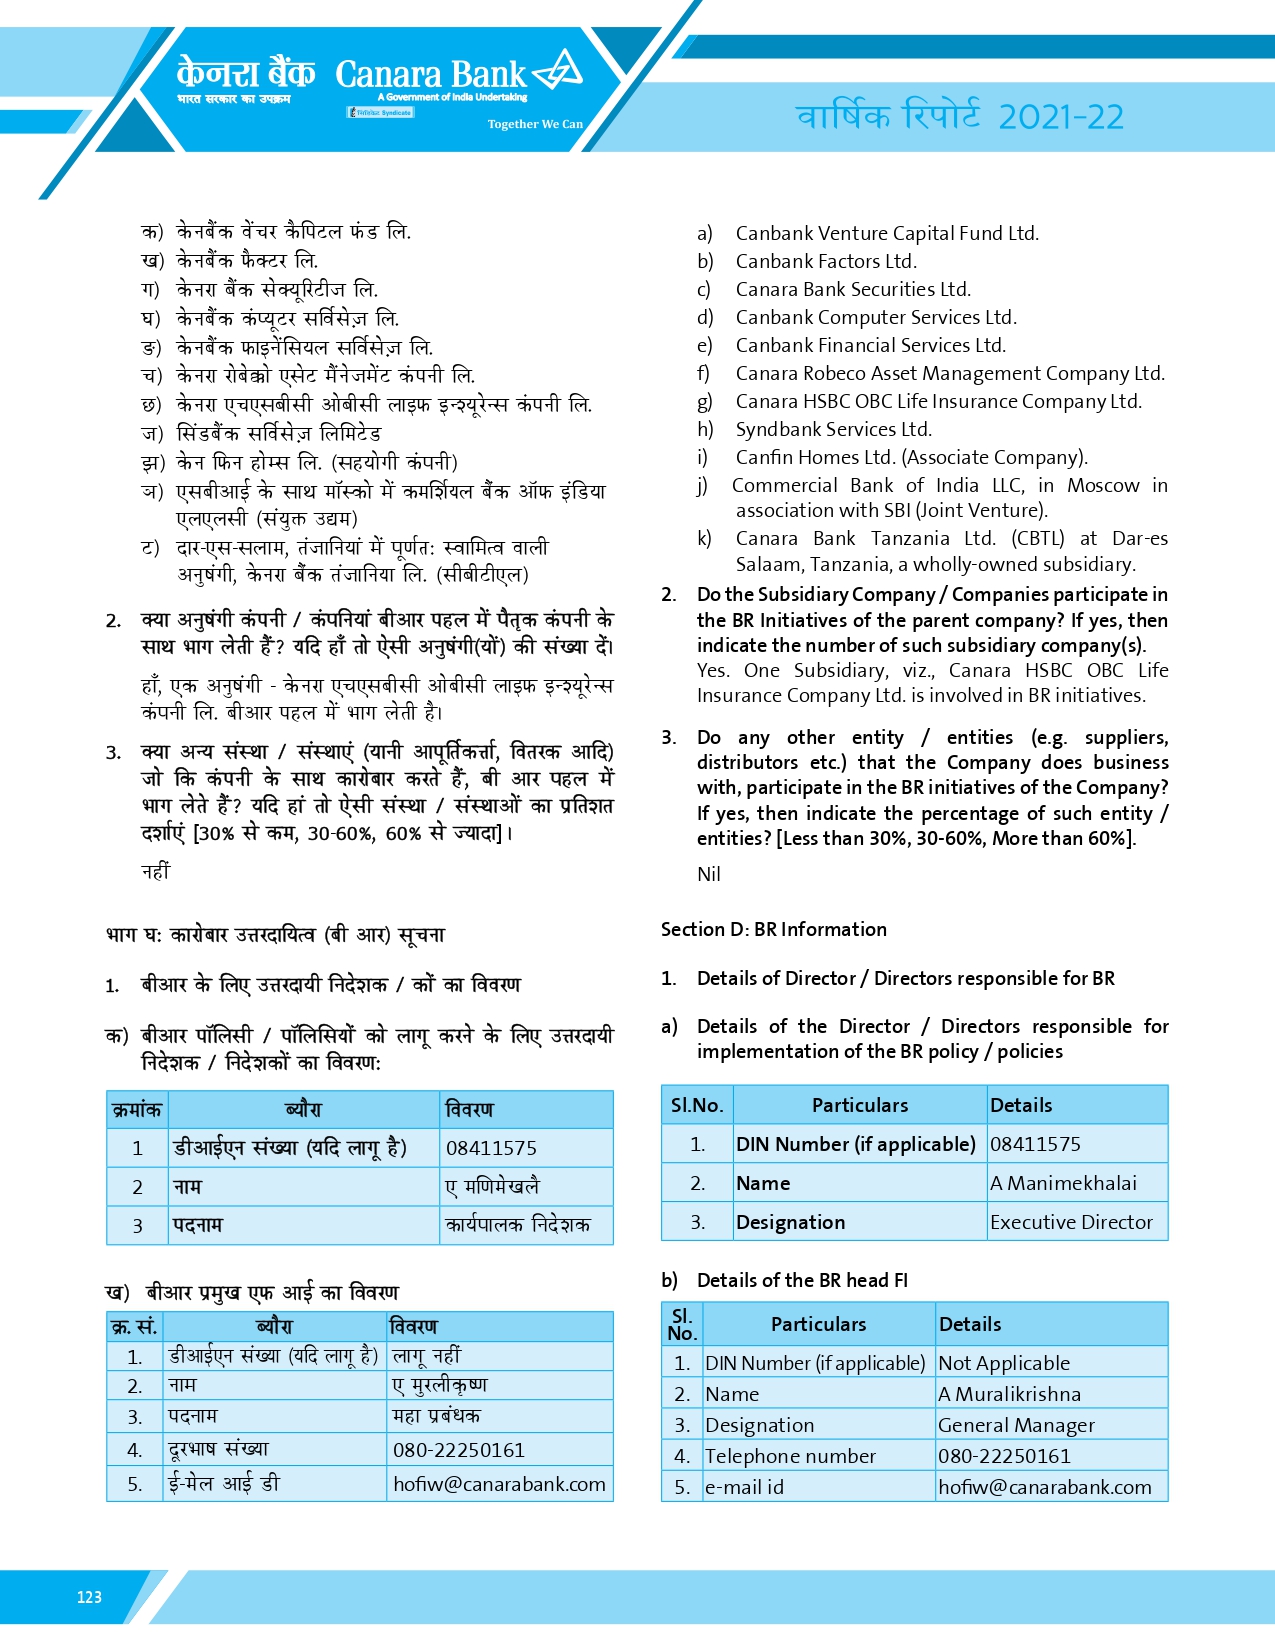 केनरा बैंक Canara Bank
भारत सरकार का उपक्रम A Government of India Undertaking
सिंडिकेट Syndicate
Together We Can
वार्षिक रिपोर्ट 2021-22
क) केनबैंक वेंचर कैपिटल फंड लि.
ख) केनबैंक फैक्टर लि.
ग) केनरा बैंक सेक्यूरिटीज लि.
घ) केनबैंक कंप्यूटर सर्विसेज़ लि.
ङ) केनबैंक फाइनेंसियल सर्विसेज़ लि.
च) केनरा रोबेक्को एसेट मैंनेजमेंट कंपनी लि.
छ) केनरा एचएसबीसी ओबीसी लाइफ इन्श्यूरेन्स कंपनी लि.
ज) सिंडबैंक सर्विसेज़ लिमिटेड
झ) केन फिन होम्स लि. (सहयोगी कंपनी)
ञ) एसबीआई के साथ मॉस्को में कमर्शियल बैंक ऑफ इंडिया
एलएलसी (संयुक्त उद्यम)
ट) दार-एस-सलाम, तंजानियां में पूर्णत: स्वामित्व वाली
अनुषंगी, केनरा बैंक तंजानिया लि. (सीबीटीएल)
2. क्या अनुषंगी कंपनी / कंपनियां बीआर पहल में पैतृक कंपनी के
साथ भाग लेती हैं? यदि हाँ तो ऐसी अनुषंगी(यों) की संख्या दें।
हाँ, एक अनुषंगी - केनरा एचएसबीसी ओबीसी लाइफ इन्श्यूरेन्स
कंपनी लि. बीआर पहल में भाग लेती है।
3. क्या अन्य संस्था / संस्थाएं (यानी आपूर्तिकर्त्ता, वितरक आदि)
जो कि कंपनी के साथ कारोबार करते हैं, बी आर पहल में
भाग लेते हैं? यदि हां तो ऐसी संस्था / संस्थाओं का प्रतिशत
दर्शाएं [30% से कम, 30-60%, 60% से ज्यादा]।
नहीं
भाग घ: कारोबार उत्तरदायित्व (बी आर) सूचना
1. बीआर के लिए उत्तरदायी निदेशक / कों का विवरण
क) बीआर पॉलिसी / पॉलिसियों को लागू करने के लिए उत्तरदायी
निदेशक / निदेशकों का विवरण:
क्रमांक ब्यौरा विवरण
1 डीआईएन संख्या (यदि लागू है) 08411575
2 नाम ए मणिमेखलै
3 पदनाम कार्यपालक निदेशक
ख) बीआर प्रमुख एफ आई का विवरण
क्र. सं. ब्यौरा विवरण
1. डीआईएन संख्या (यदि लागू है) लागू नहीं
2. नाम ए मुरलीकृष्ण
3. पदनाम महा प्रबंधक
4. दूरभाष संख्या 080-22250161
5. ई-मेल आई डी hofiw@canarabank.com
a) Canbank Venture Capital Fund Ltd.
b) Canbank Factors Ltd.
c) Canara Bank Securities Ltd.
d) Canbank Computer Services Ltd.
e) Canbank Financial Services Ltd.
f) Canara Robeco Asset Management Company Ltd.
g) Canara HSBC OBC Life Insurance Company Ltd.
h) Syndbank Services Ltd.
i) Canfin Homes Ltd. (Associate Company).
j) Commercial Bank of India LLC, in Moscow in
association with SBI (Joint Venture).
k) Canara Bank Tanzania Ltd. (CBTL) at Dar-es
Salaam, Tanzania, a wholly-owned subsidiary.
2. Do the Subsidiary Company / Companies participate in
the BR Initiatives of the parent company? If yes, then
indicate the number of such subsidiary company(s).
Yes. One Subsidiary, viz., Canara HSBC OBC Life
Insurance Company Ltd. is involved in BR initiatives.
3. Do any other entity / entities (e.g. suppliers,
distributors etc.) that the Company does business
with, participate in the BR initiatives of the Company?
If yes, then indicate the percentage of such entity /
entities? [Less than 30%, 30-60%, More than 60%].
Nil
Section D: BR Information
1. Details of Director / Directors responsible for BR
a) Details of the Director / Directors responsible for
implementation of the BR policy / policies
Sl.No. Particulars Details
1. DIN Number (if applicable) 08411575
2. Name A Manimekhalai
3. Designation Executive Director
b) Details of the BR head FI
Sl. No. Particulars Details
1. DIN Number (if applicable) Not Applicable
2. Name A Muralikrishna
3. Designation General Manager
4. Telephone number 080-22250161
5. e-mail id hofiw@canarabank.com
123